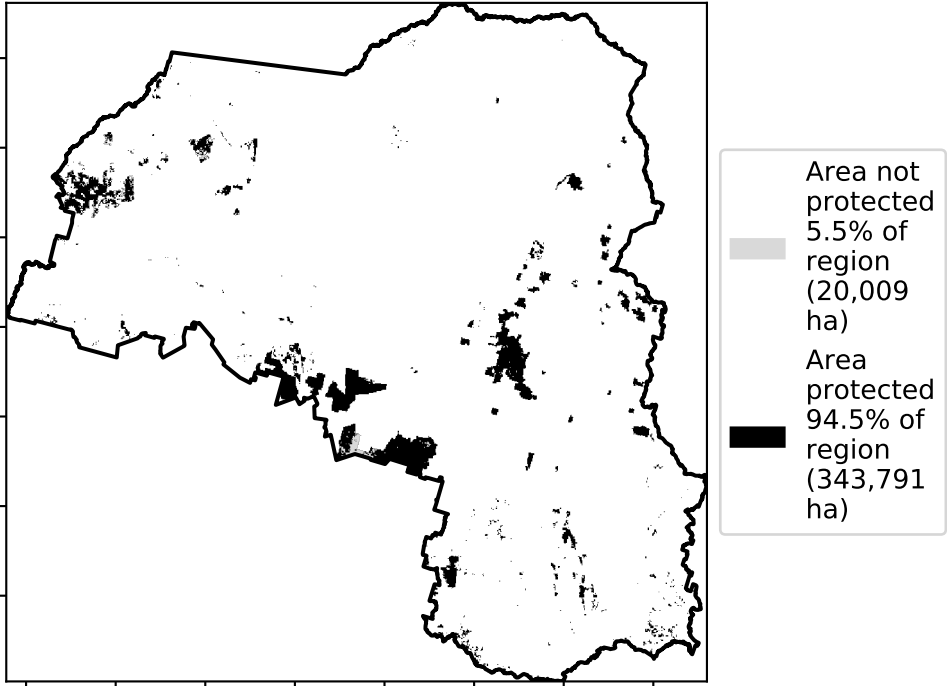 Area not
protected
5.5% of
region
(20,009
ha)
Area
protected
94.5% of
region
(343,791
ha)